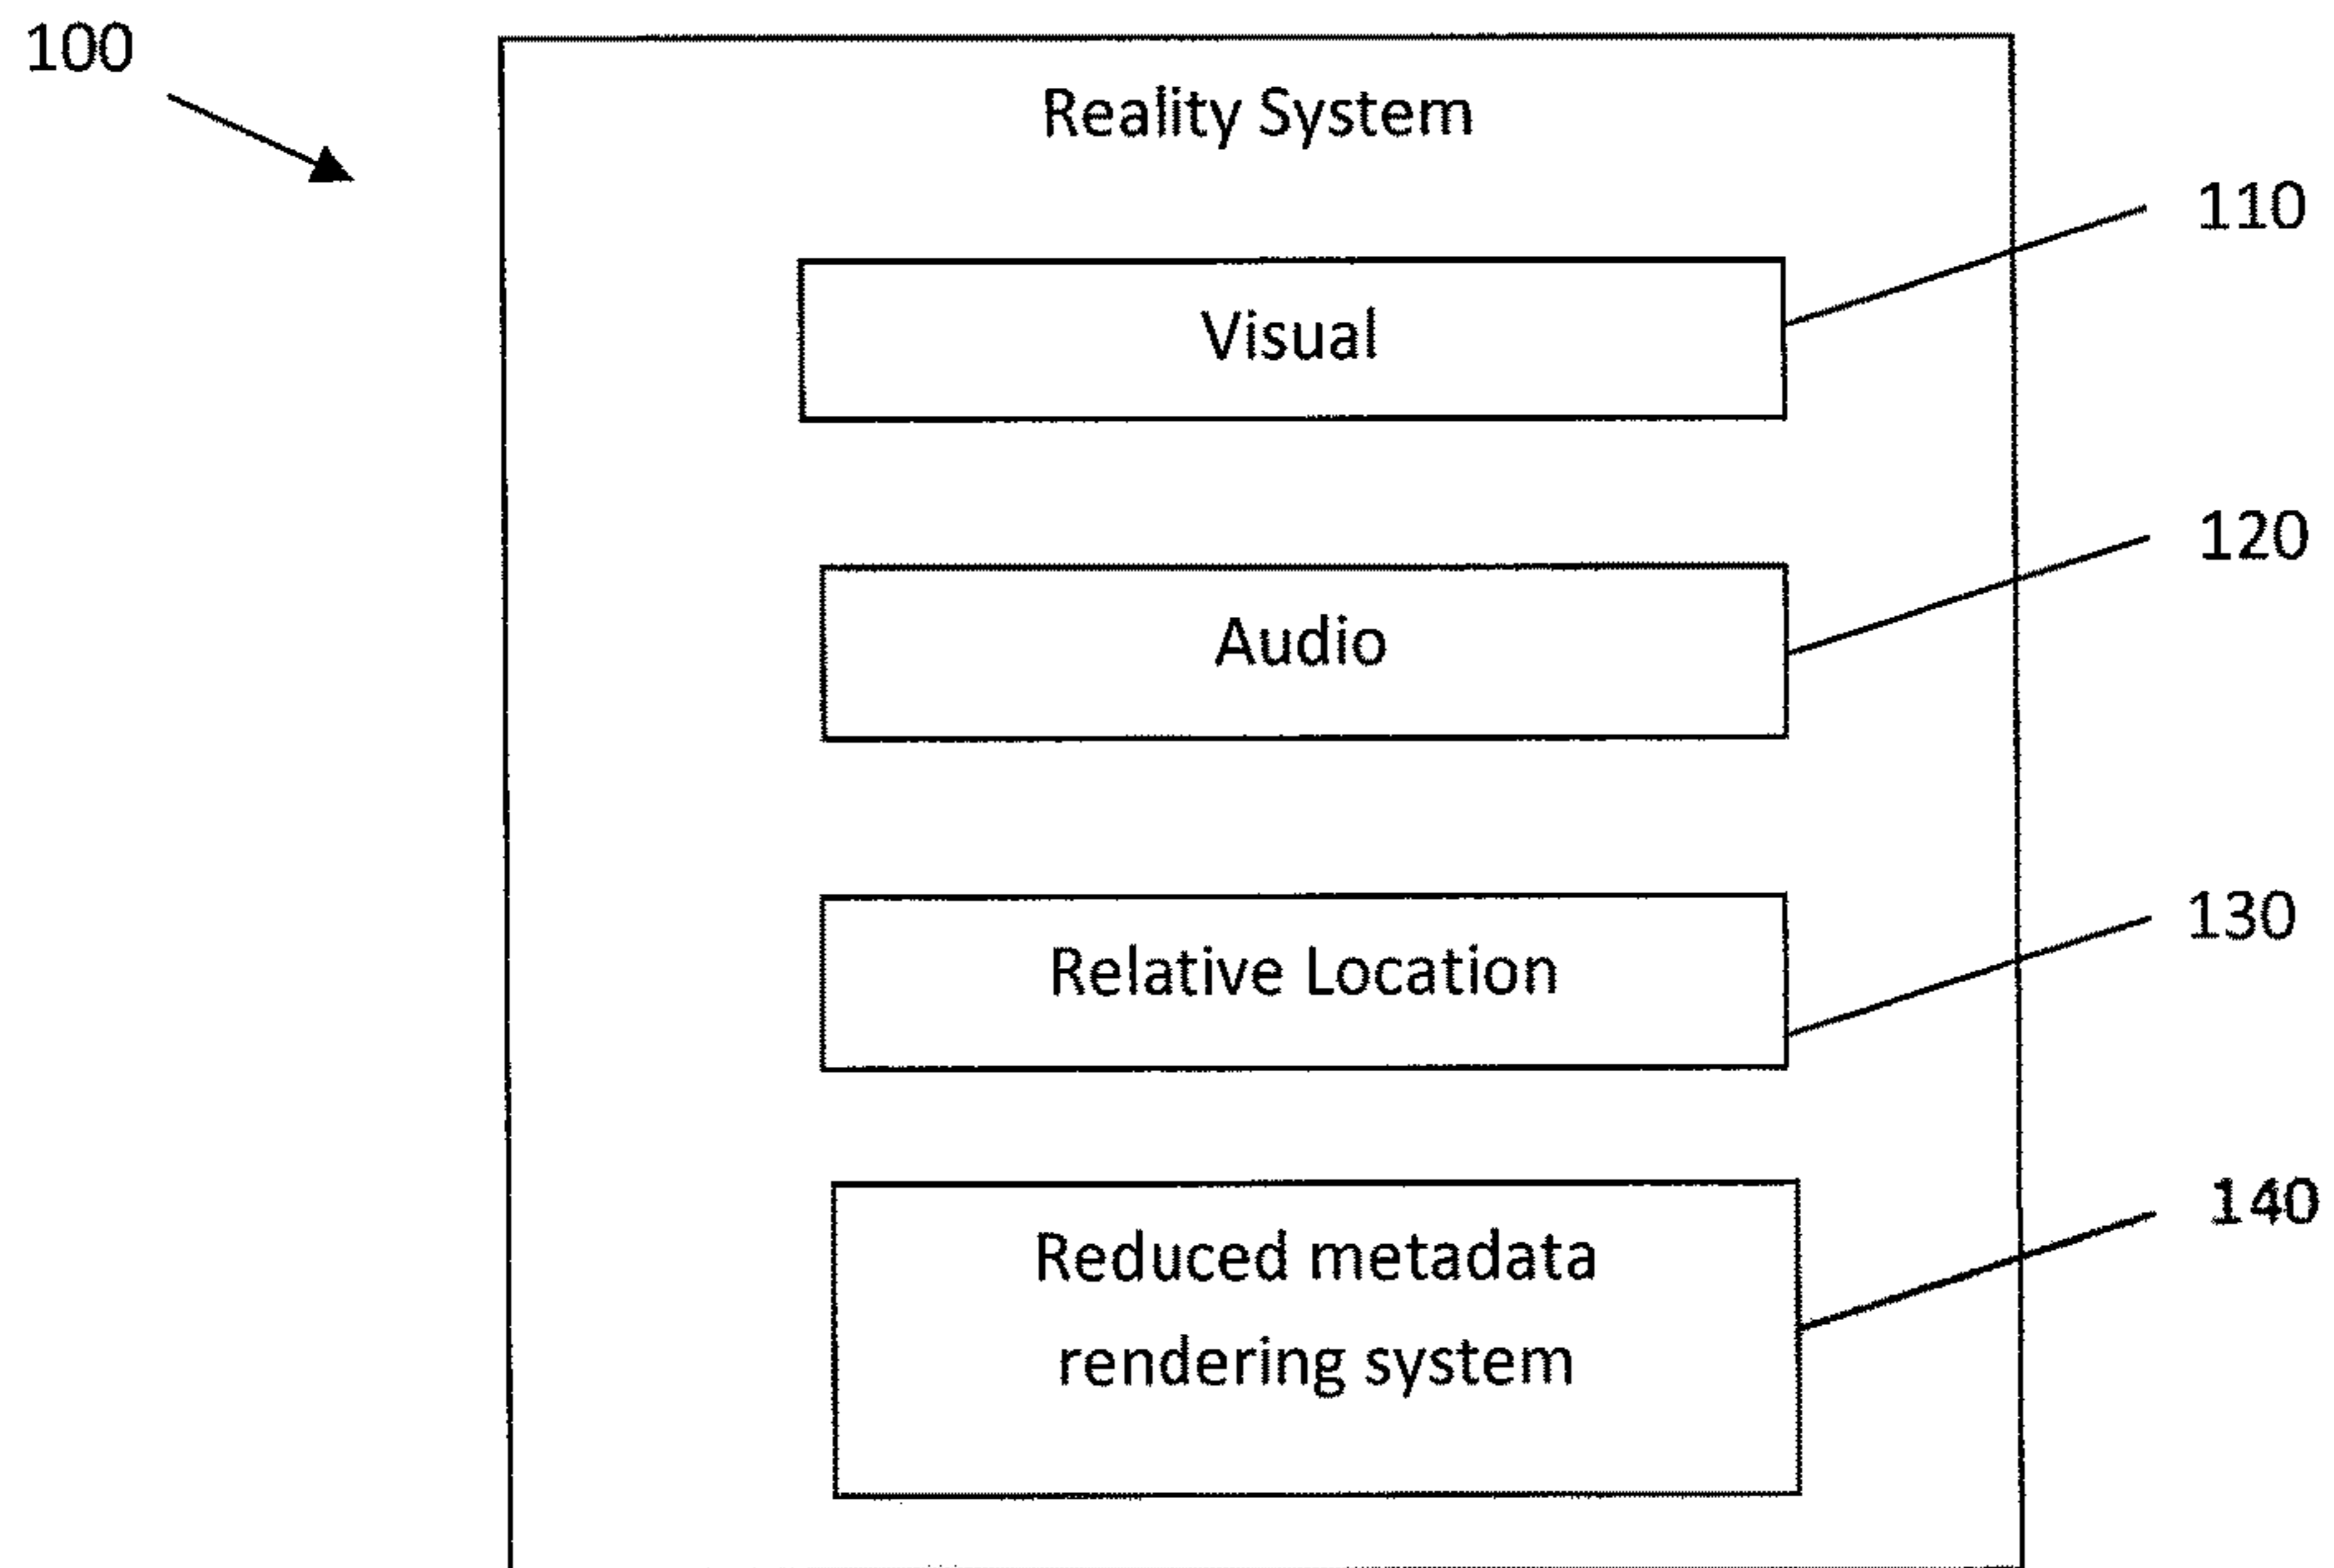 100
Reality System
110
Visual
120
Audio
130
Relative Location
140
Reduced metadata
rendering system